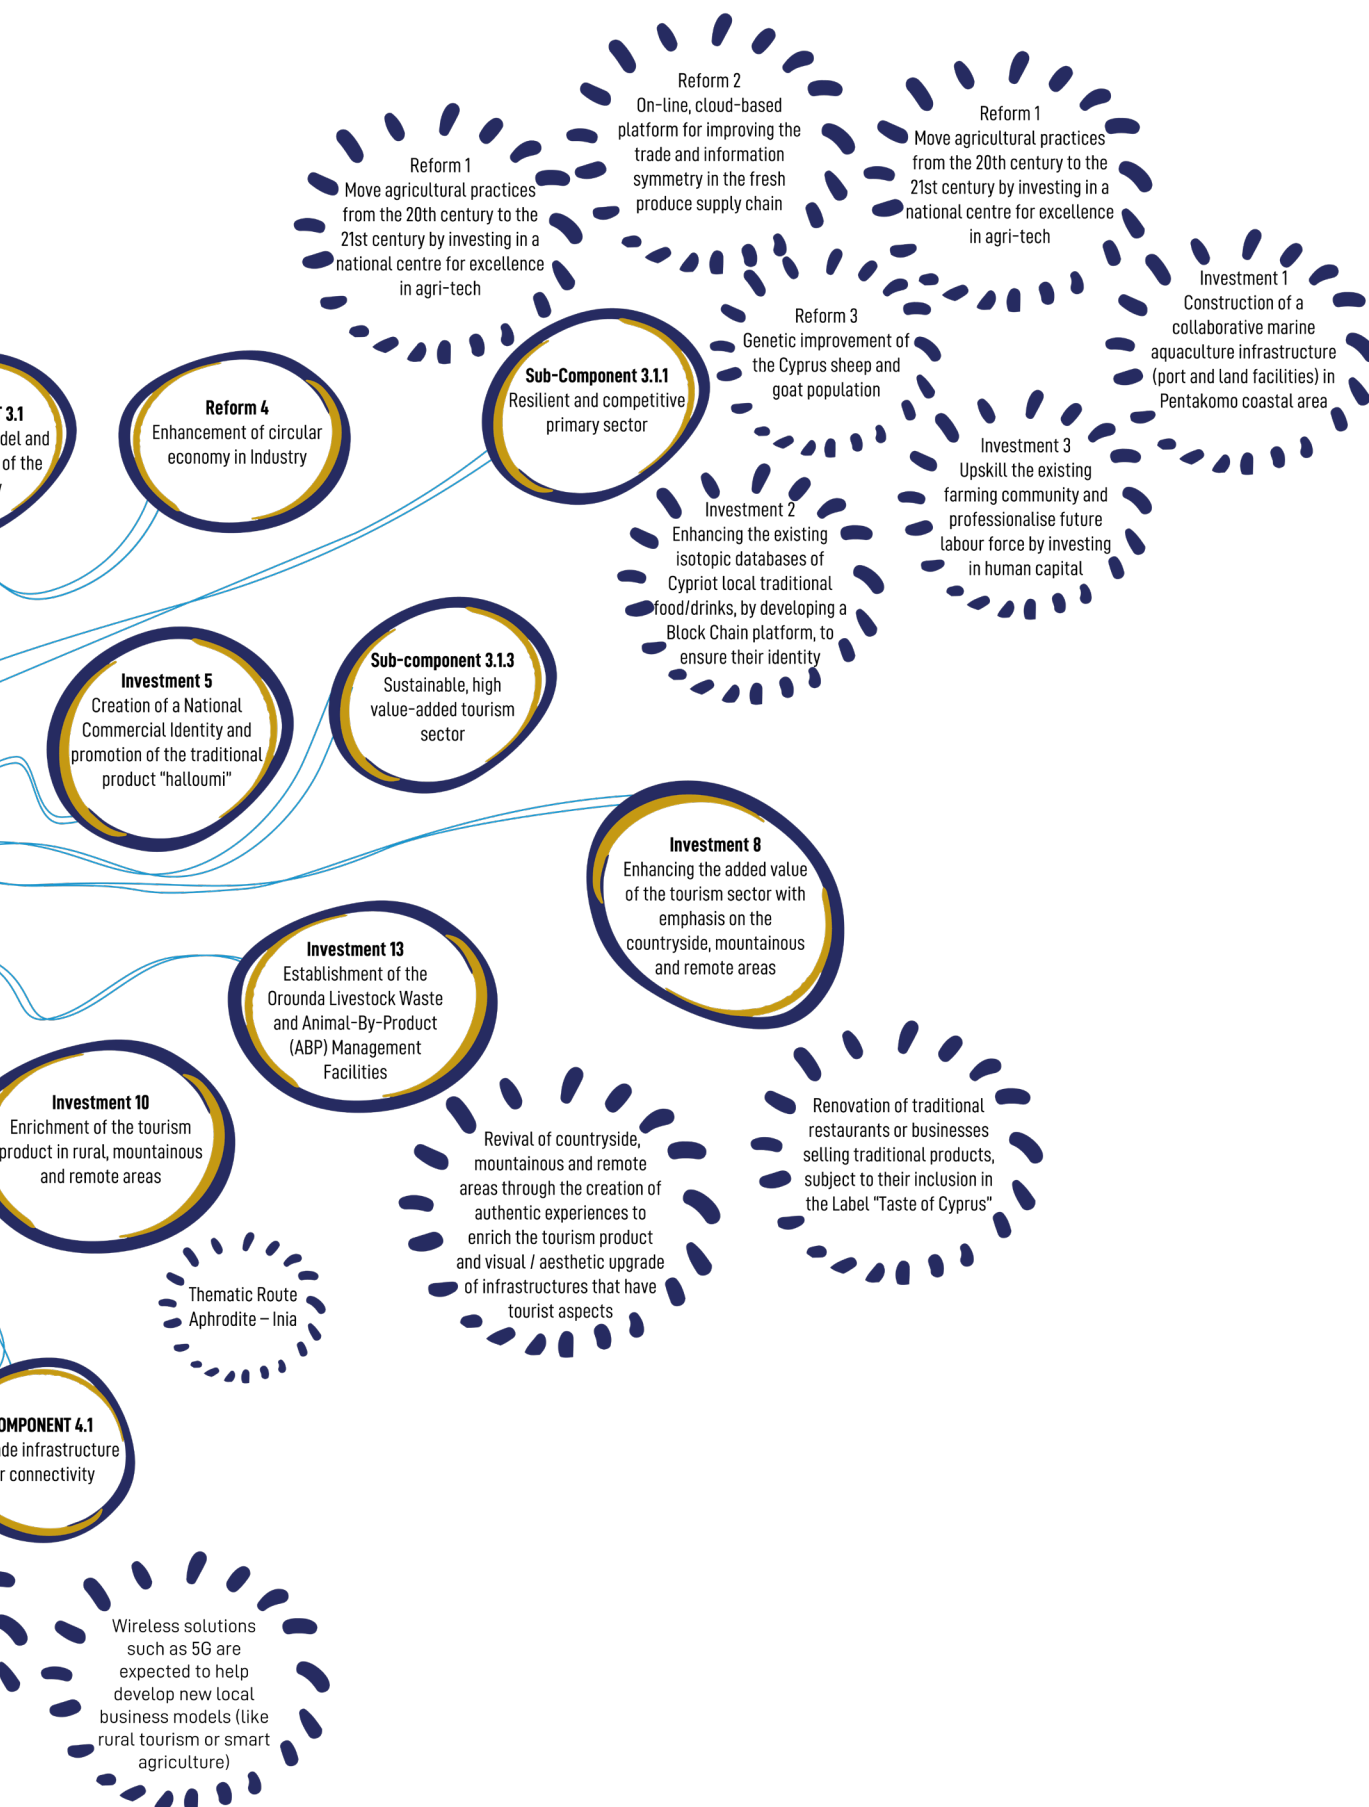 Reform 2
On-line, cloud-based
platform for improving the
trade and information
symmetry in the fresh
produce supply chain
Reform 1
Move agricultural practices
from the 20th century to the
21st century by investing in a
national centre for excellence
in agri-tech
Reform 1
Move agricultural practices
from the 20th century to the
21st century by investing in a
national centre for excellence
in agri-tech
Investment 1
Construction of a
collaborative marine
aquaculture infrastructure
(port and land facilities) in
Pentakomo coastal area
Reform 3
Genetic improvement of
the Cyprus sheep and
goat population
Sub-Component 3.1.1
Resilient and competitive
primary sector
3.1
and
of the
Reform 4
Enhancement of circular
economy in Industry
Investment 3
Upskill the existing
farming community and
professionalise future
labour force by investing
in human capital
Investment 2
Enhancing the existing
isotopic databases of
Cypriot local traditional
food/drinks, by developing a
Block Chain platform, to
ensure their identity
Sub-component 3.1.3
Sustainable, high
value-added tourism
sector
Investment 5
Creation of a National
Commercial Identity and
promotion of the traditional
product "halloumi"
Investment 8
Enhancing the added value
of the tourism sector with
emphasis on the
countryside, mountainous
and remote areas
Investment 13
Establishment of the
Orounda Livestock Waste
and Animal-By-Product
(ABP) Management
Facilities
Investment 10
Enrichment of the tourism
product in rural, mountainous
and remote areas
Revival of countryside,
mountainous and remote
areas through the creation of
authentic experiences to
enrich the tourism product
and visual / aesthetic upgrade
of infrastructures that have
tourist aspects
Renovation of traditional
restaurants or businesses
selling traditional products,
subject to their inclusion in
the Label "Taste of Cyprus"
Thematic Route
Aphrodite – Inia
OMPONENT 4.1
de infrastructure
r connectivity
Wireless solutions
such as 5G are
expected to help
develop new local
business models (like
rural tourism or smart
agriculture)